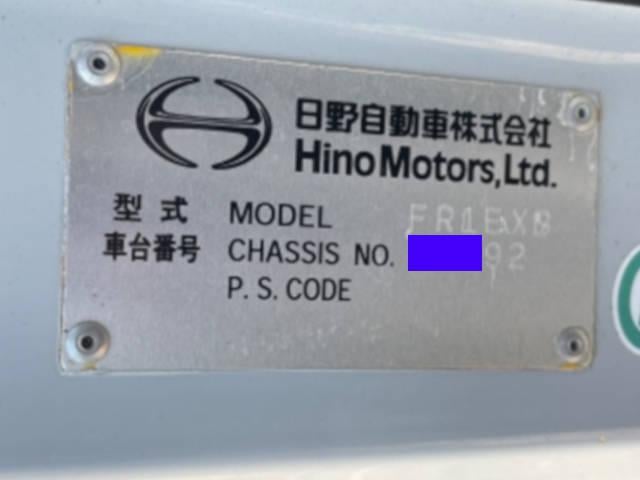 日野自動車株式会社
Hino Motors, Ltd.
型式 MODEL FR1EXB
車台番号 CHASSIS NO. 92
P. S. CODE